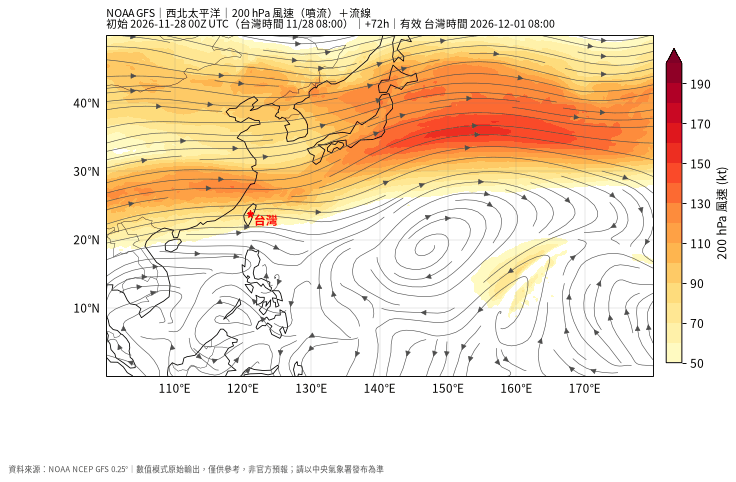 NOAA GFS｜西北太平洋｜200 hPa 風速（噴流）＋流線
初始 2026-11-28 00Z UTC（台灣時間 11/28 08:00）｜+72h｜有效 台灣時間 2026-12-01 08:00
40°N
30°N
20°N
10°N
台灣
110°E 120°E 130°E 140°E 150°E 160°E 170°E
190
170
150
130
110
90
70
50
200 hPa 風速 (kt)
資料來源：NOAA NCEP GFS 0.25°｜數值模式原始輸出，僅供參考，非官方預報；請以中央氣象署發布為準